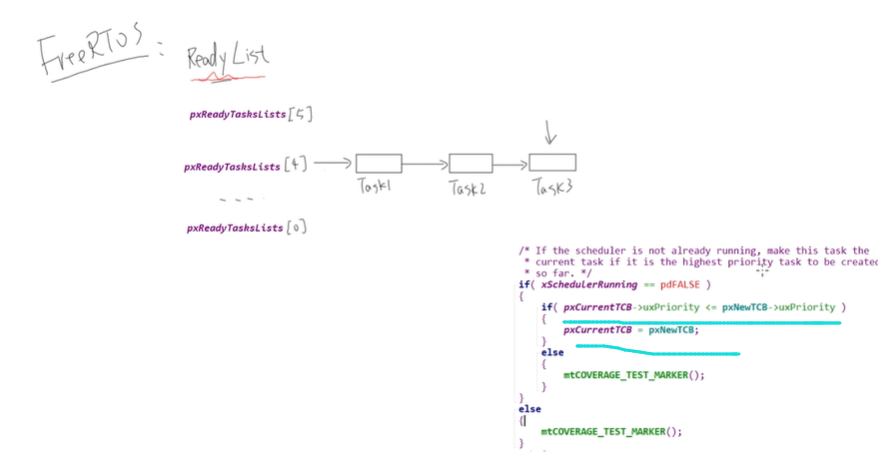 FreeRTOS : ReadyList
pxReadyTasksLists [5]
pxReadyTasksLists [4]
Task1 Task2 Task3
....
pxReadyTasksLists [0]
/* If the scheduler is not already running, make this task the
* current task if it is the highest priority task to be created
* so far. */
if( xSchedulerRunning == pdFALSE )
{
if( pxCurrentTCB->uxPriority <= pxNewTCB->uxPriority )
{
pxCurrentTCB = pxNewTCB;
}
else
{
mtCOVERAGE_TEST_MARKER();
}
}
else
{
mtCOVERAGE_TEST_MARKER();
}